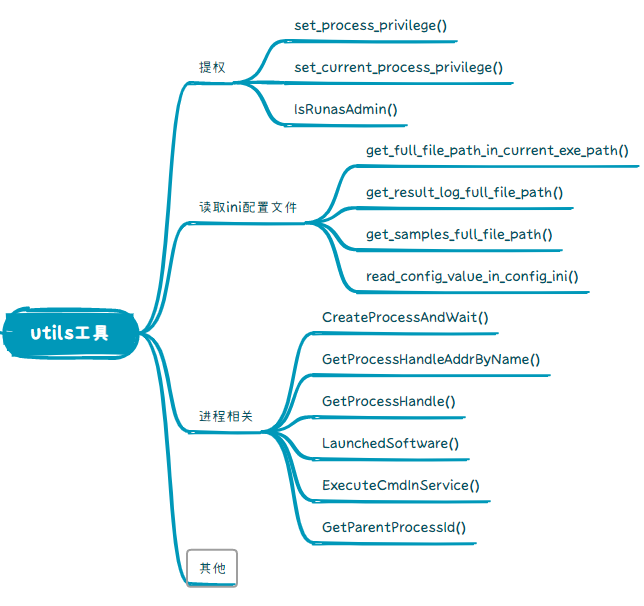 utils工具
提权
set_process_privilege()
set_current_process_privilege()
IsRunasAdmin()
读取ini配置文件
get_full_file_path_in_current_exe_path()
get_result_log_full_file_path()
get_samples_full_file_path()
read_config_value_in_config_ini()
进程相关
CreateProcessAndWait()
GetProcessHandleAddrByName()
GetProcessHandle()
LaunchedSoftware()
ExecuteCmdInService()
GetParentProcessId()
其他